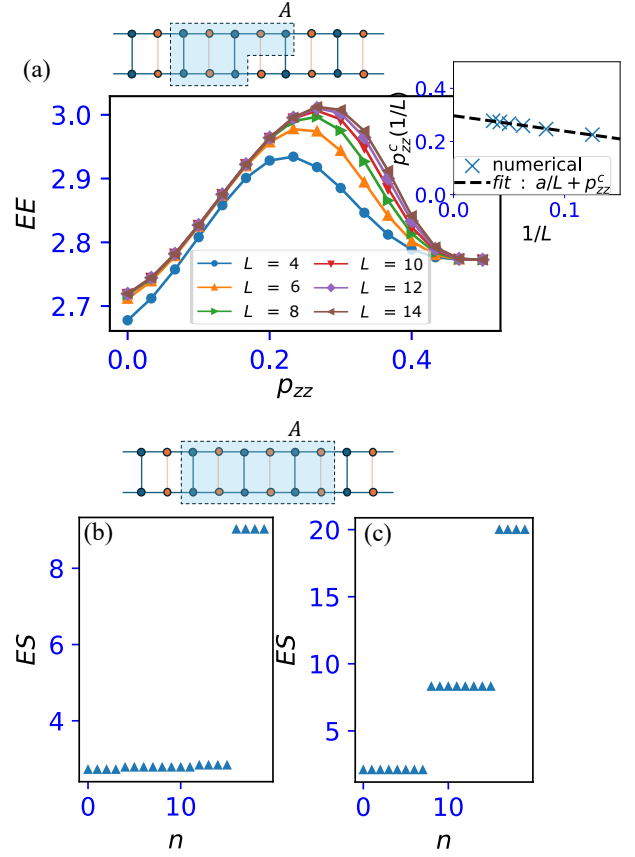 A
(a)
3.0
2.9
2.8
2.7
EE
L = 4
L = 6
L = 8
L = 10
L = 12
L = 14
0.0
0.2
0.4
p_zz
0.4
0.2
0.0
p^c_zz(1/L)
numerical
fit : a/L + p^c_zz
0.0
0.1
1/L
A
(b)
8
6
4
ES
0
10
n
(c)
20
15
10
5
ES
0
10
n